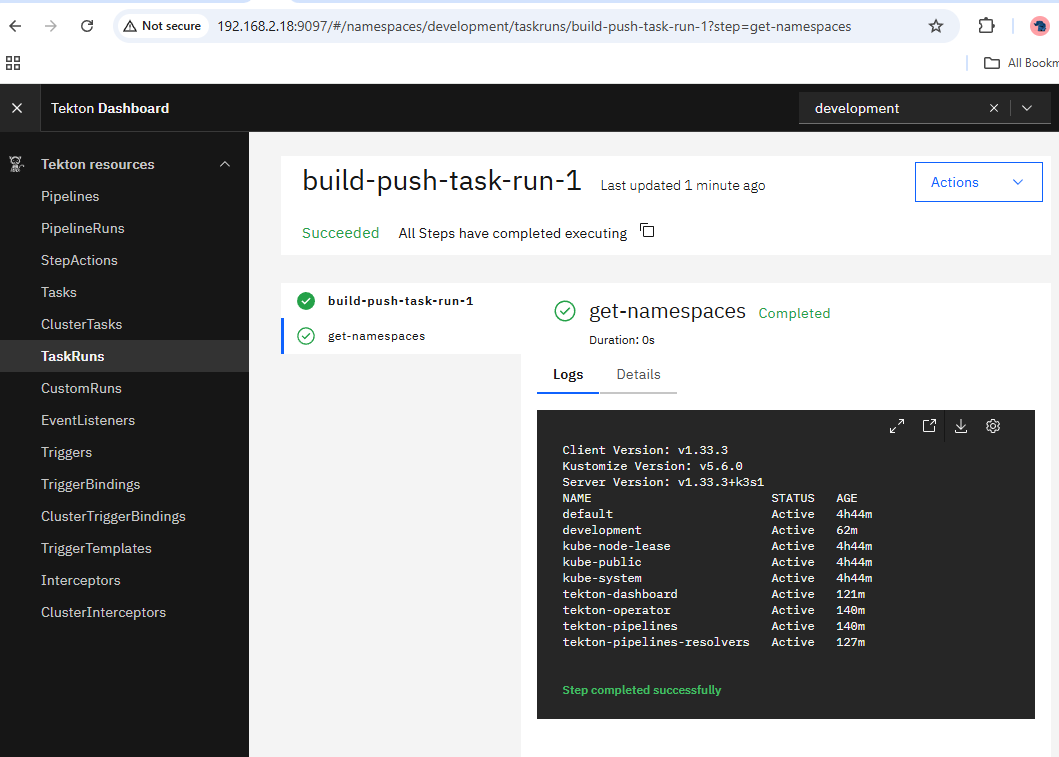 Not secure
192.168.2.18:9097/#/namespaces/development/taskruns/build-push-task-run-1?step=get-namespaces
All Bookm
Tekton Dashboard
development
Tekton resources
Pipelines
PipelineRuns
StepActions
Tasks
ClusterTasks
TaskRuns
CustomRuns
EventListeners
Triggers
TriggerBindings
ClusterTriggerBindings
TriggerTemplates
Interceptors
ClusterInterceptors
build-push-task-run-1 Last updated 1 minute ago
Actions
Succeeded All Steps have completed executing
build-push-task-run-1
get-namespaces
get-namespaces Completed
Duration: 0s
Logs Details
Client Version: v1.33.3
Kustomize Version: v5.6.0
Server Version: v1.33.3+k3s1
NAME STATUS AGE
default Active 4h44m
development Active 62m
kube-node-lease Active 4h44m
kube-public Active 4h44m
kube-system Active 4h44m
tekton-dashboard Active 121m
tekton-operator Active 140m
tekton-pipelines Active 140m
tekton-pipelines-resolvers Active 127m
Step completed successfully